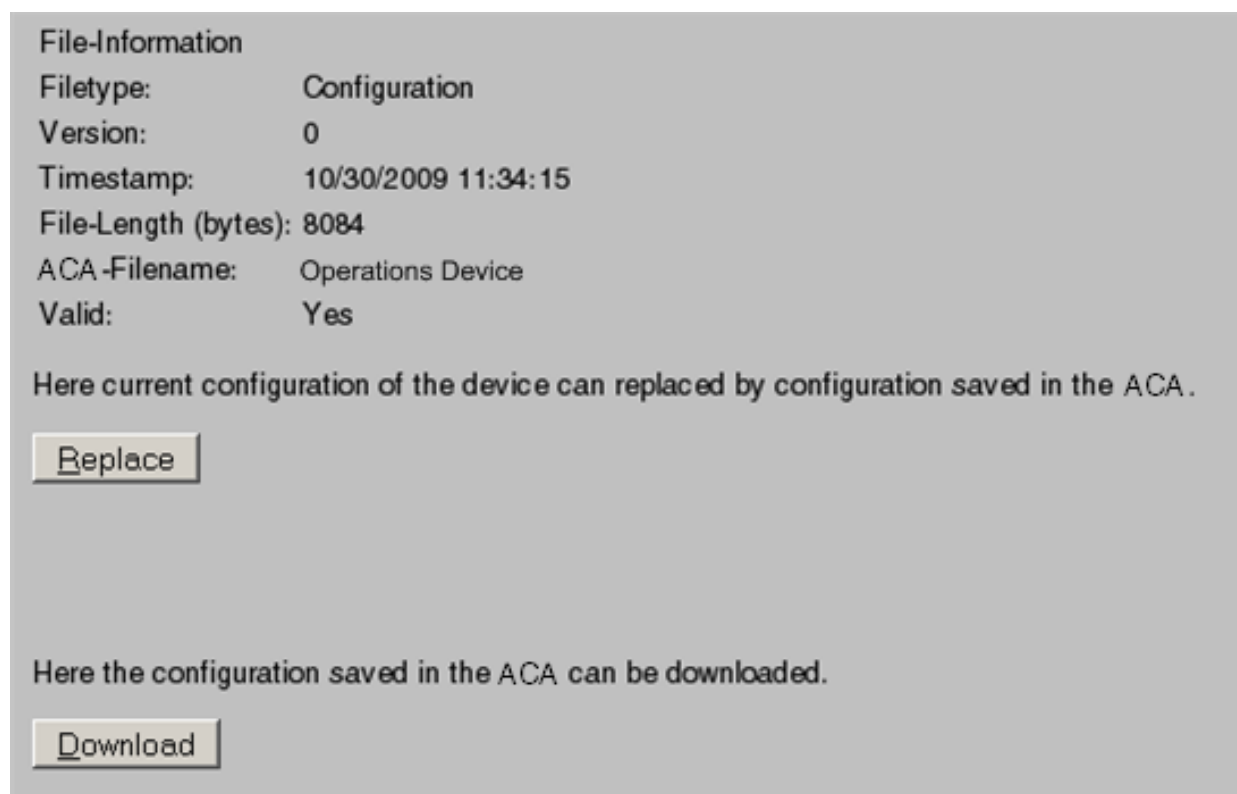 File-Information
Filetype: Configuration
Version: 0
Timestamp: 10/30/2009 11:34:15
File-Length (bytes): 8084
ACA-Filename: Operations Device
Valid: Yes
Here current configuration of the device can replaced by configuration saved in the ACA.
Replace
Here the configuration saved in the ACA can be downloaded.
Download